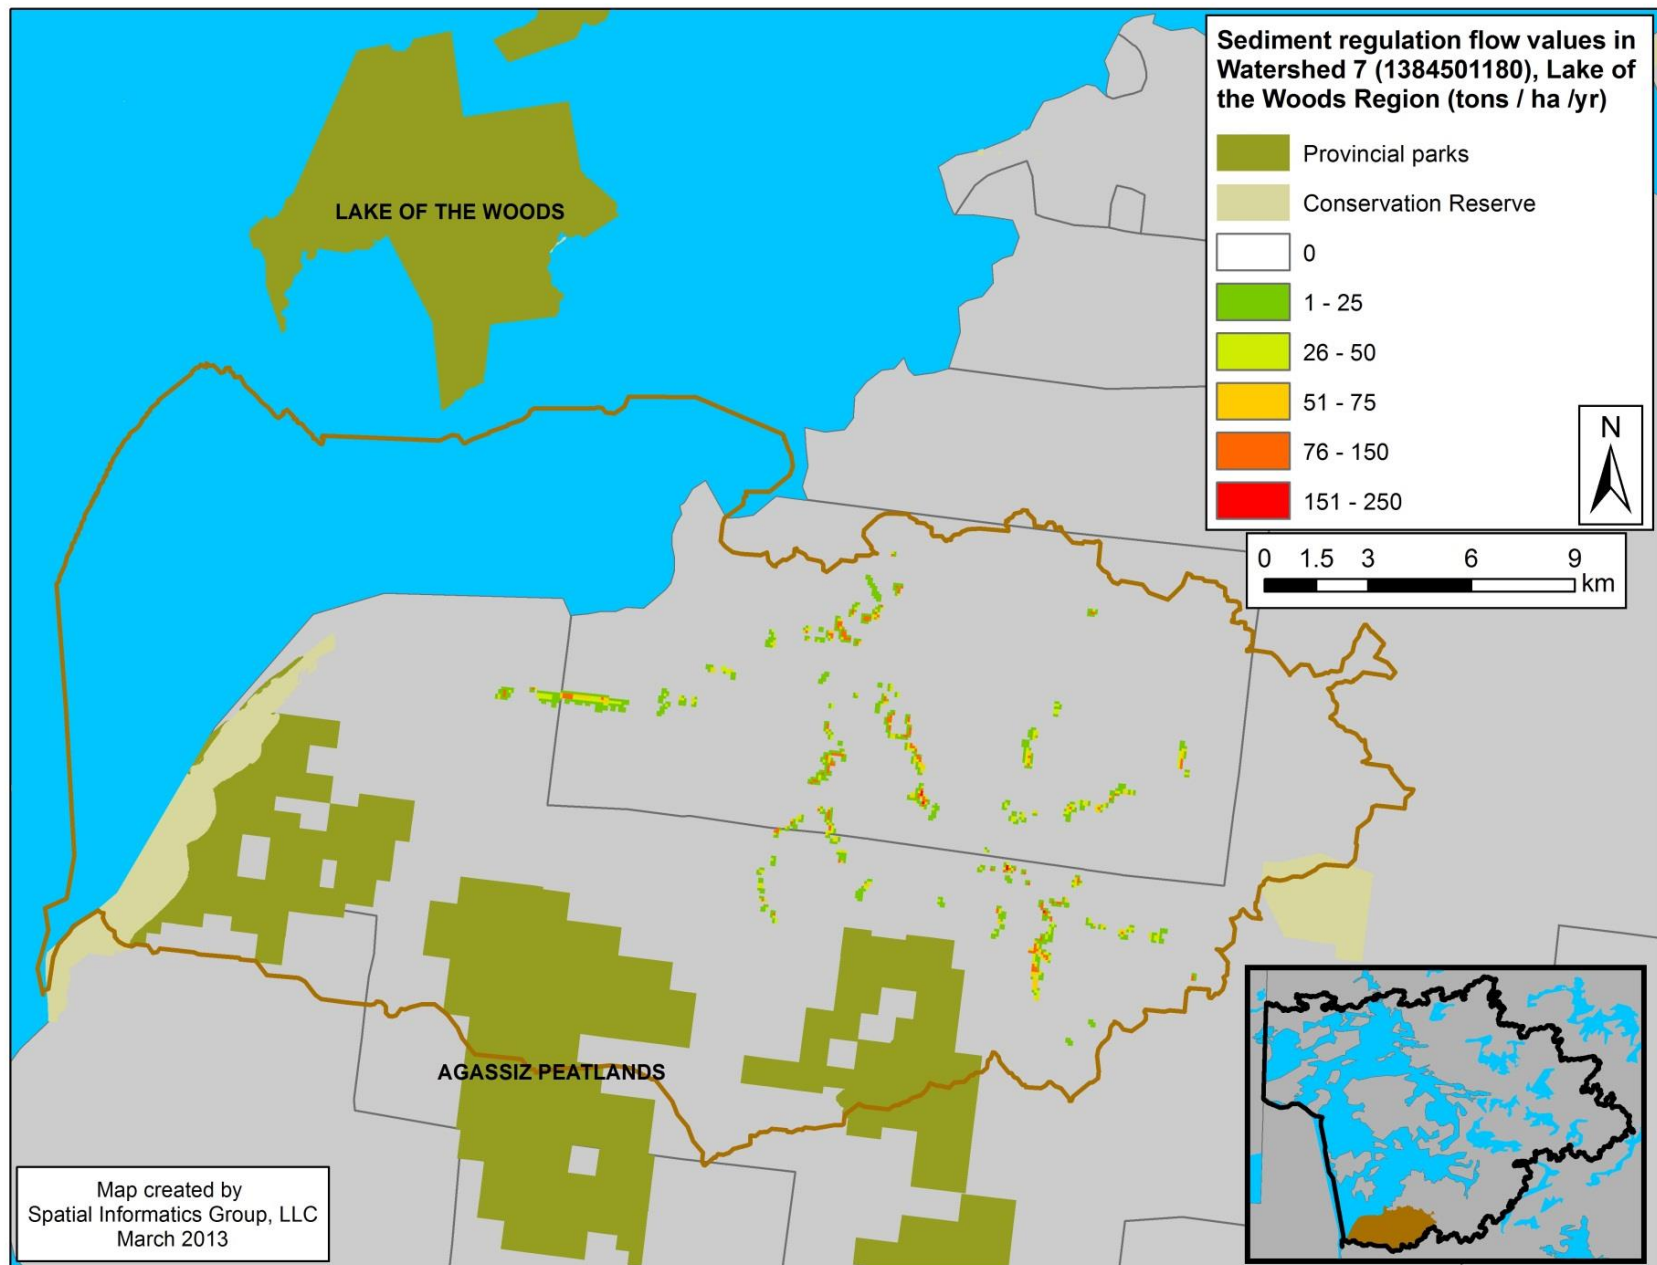 Sediment regulation flow values in
Watershed 7 (1384501180), Lake of
the Woods Region (tons / ha /yr)
Provincial parks
Conservation Reserve
0
1 - 25
26 - 50
51 - 75
76 - 150
151 - 250
N
0 1.5 3 6 9
km
LAKE OF THE WOODS
AGASSIZ PEATLANDS
Map created by
Spatial Informatics Group, LLC
March 2013